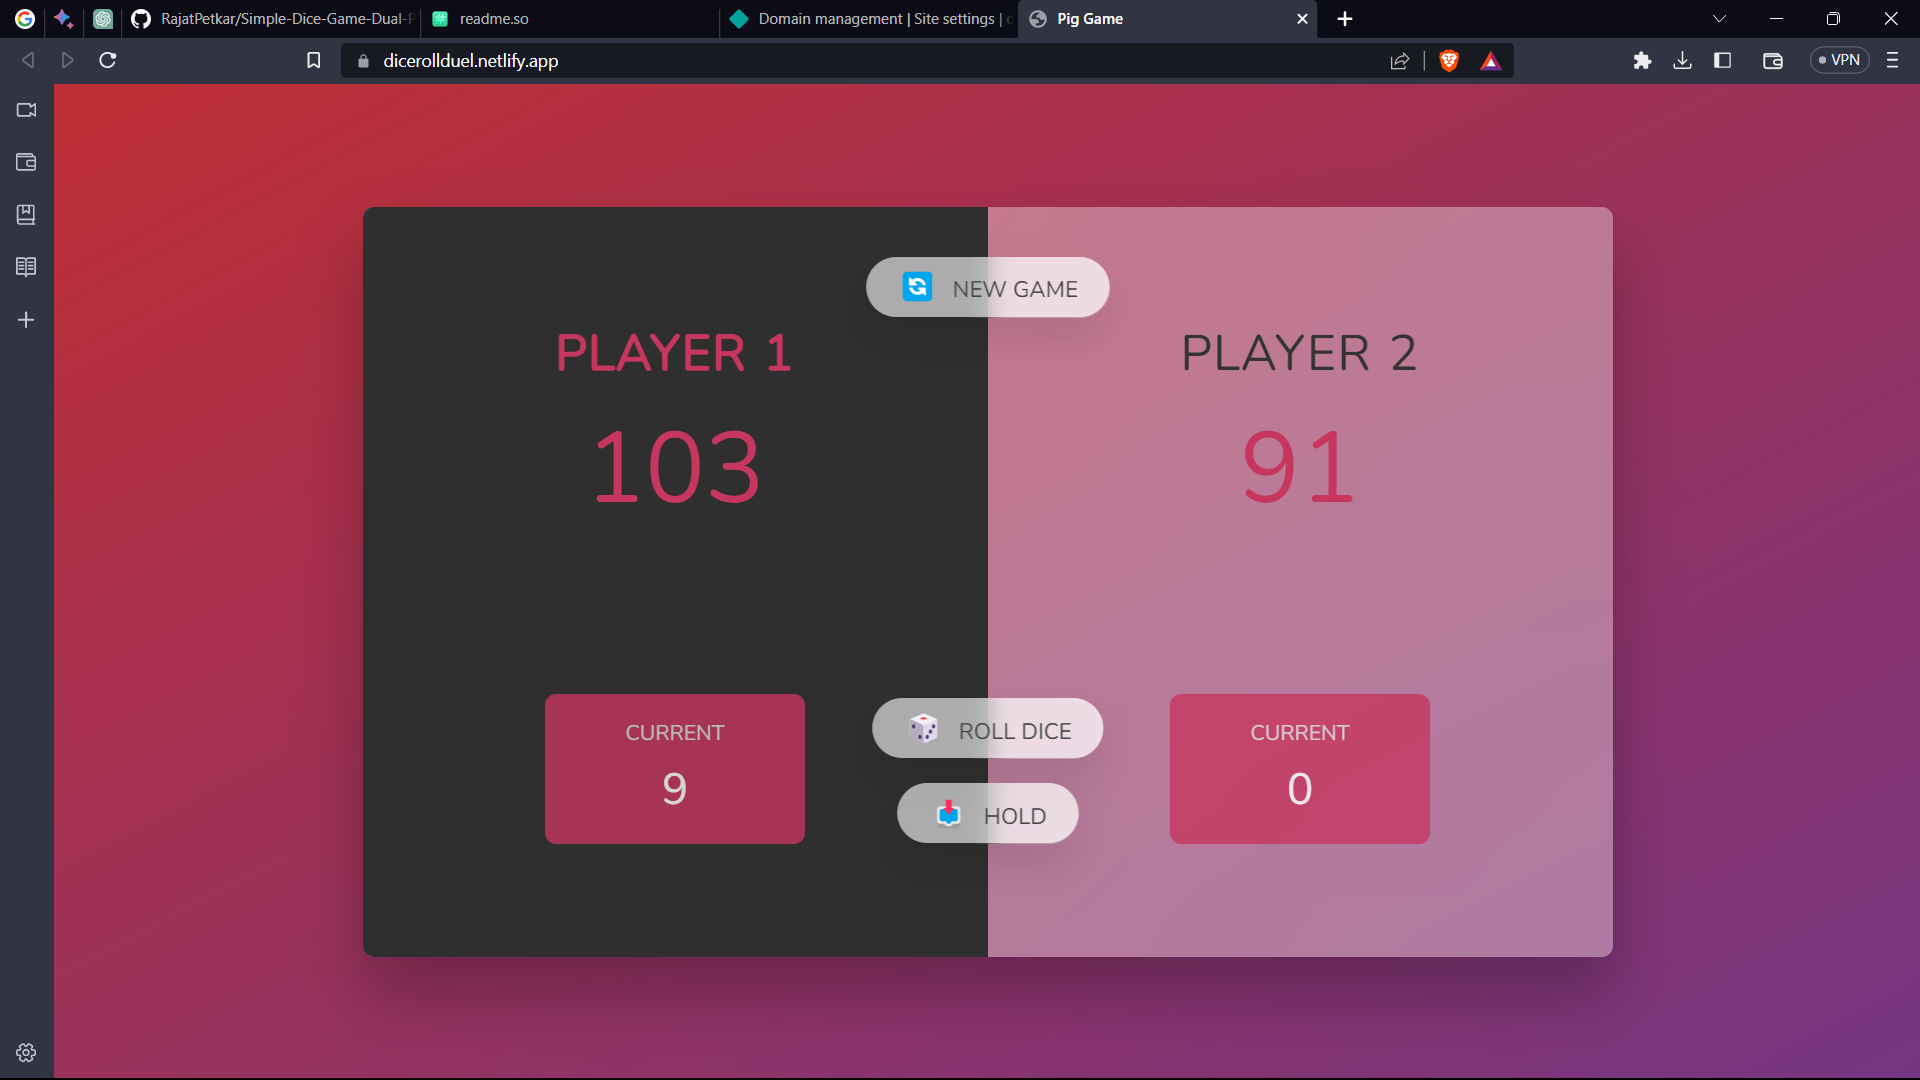 RajatPetkar/Simple-Dice-Game-Dual-P
readme.so
Domain management | Site settings |
Pig Game
dicerollduel.netlify.app
VPN
NEW GAME
PLAYER 1
PLAYER 2
103
91
CURRENT
9
ROLL DICE
HOLD
CURRENT
0